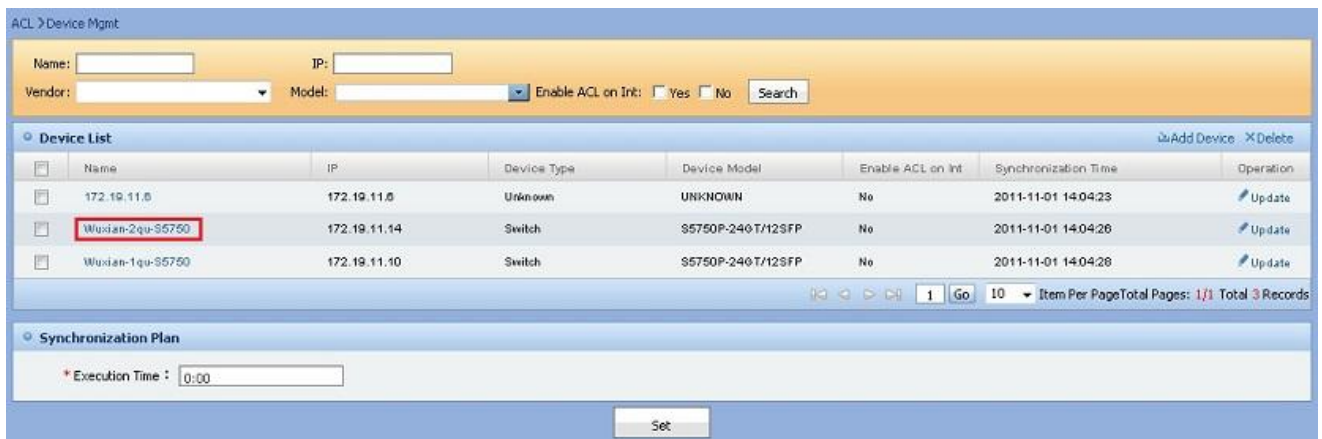 ACL > Device Mgmt
Name: IP:
Vendor: Model: Enable ACL on Int: Yes No Search
Device List Add Device Delete
Name IP Device Type Device Model Enable ACL on Int Synchronization Time Operation
172.19.11.6 172.19.11.6 Unknown UNKNOWN No 2011-11-01 14:04:23 Update
Wuxian-2qu-S5750 172.19.11.14 Switch S5750P-24GT/12SFP No 2011-11-01 14:04:26 Update
Wuxian-1qu-S5750 172.19.11.10 Switch S5750P-24GT/12SFP No 2011-11-01 14:04:28 Update
1 Go 10 Item Per PageTotal Pages: 1/1 Total 3 Records
Synchronization Plan
* Execution Time : 0:00
Set